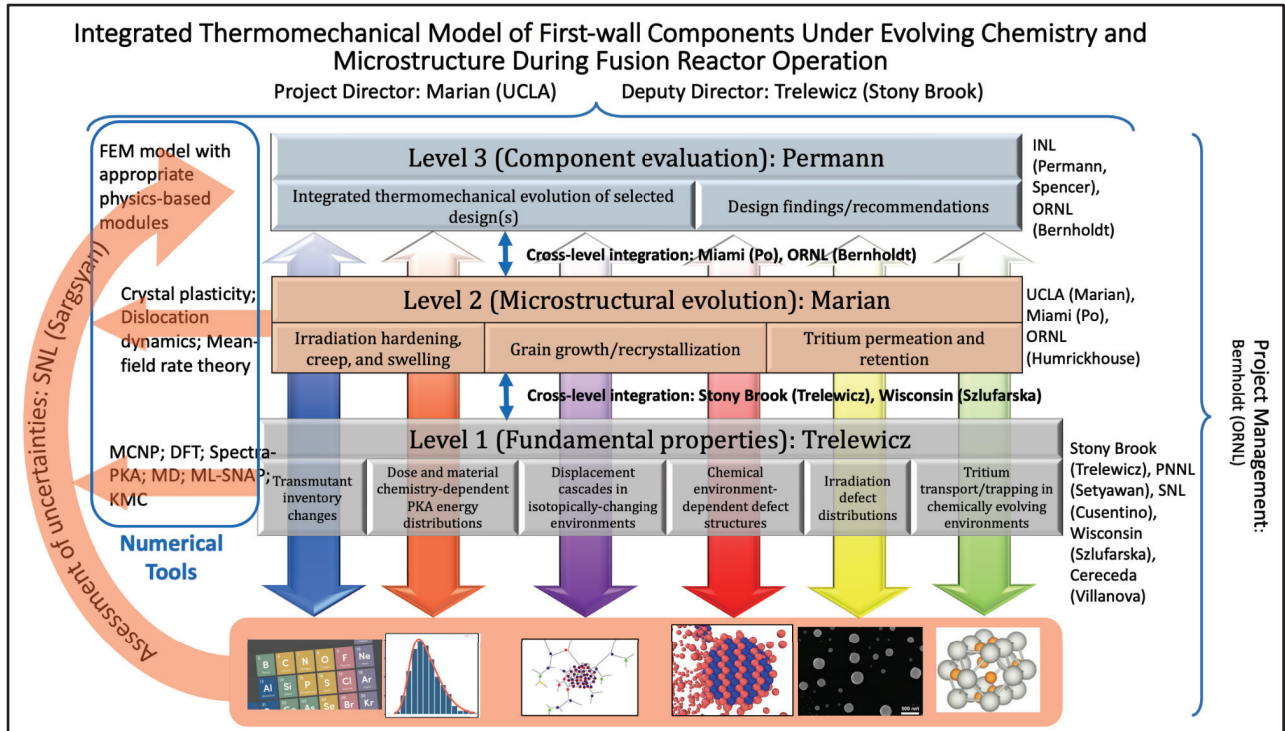 Integrated Thermomechanical Model of First-wall Components Under Evolving Chemistry and
Microstructure During Fusion Reactor Operation
Project Director: Marian (UCLA)
Deputy Director: Trelewicz (Stony Brook)
FEM model with
appropriate
physics-based
modules
Level 3 (Component evaluation): Permann
Integrated thermomechanical evolution of selected
design(s)
Design findings/recommendations
INL
(Permann,
Spencer),
ORNL
(Bernholdt)
Cross-level integration: Miami (Po), ORNL (Bernholdt)
Crystal plasticity;
Dislocation
dynamics; Mean-
field rate theory
Level 2 (Microstructural evolution): Marian
Irradiation hardening,
creep, and swelling
Grain growth/recrystallization
Tritium permeation and
retention
UCLA (Marian),
Miami (Po),
ORNL
(Humrickhouse)
Cross-level integration: Stony Brook (Trelewicz), Wisconsin (Szlufarska)
MCNP; DFT; Spectra-
PKA; MD; ML-SNAP;
KMC
Level 1 (Fundamental properties): Trelewicz
Transmutant
inventory
changes
Dose and material
chemistry-dependent
PKA energy
distributions
Displacement
cascades in
isotopically-changing
environments
Chemical
environment-
dependent defect
structures
Irradiation
defect
distributions
Tritium
transport/trapping in
chemically evolving
environments
Stony Brook
(Trelewicz), PNNL
(Setyawan), SNL
(Cusentino),
Wisconsin
(Szlufarska),
Cereceda
(Villanova)
Numerical
Tools
Assessment of uncertainties: SNL (Sargsyan)
Project Management:
Bernholdt (ORNL)
B C N O F Ne
Al Si P S Cl Ar
As Se Br Kr
500 nm